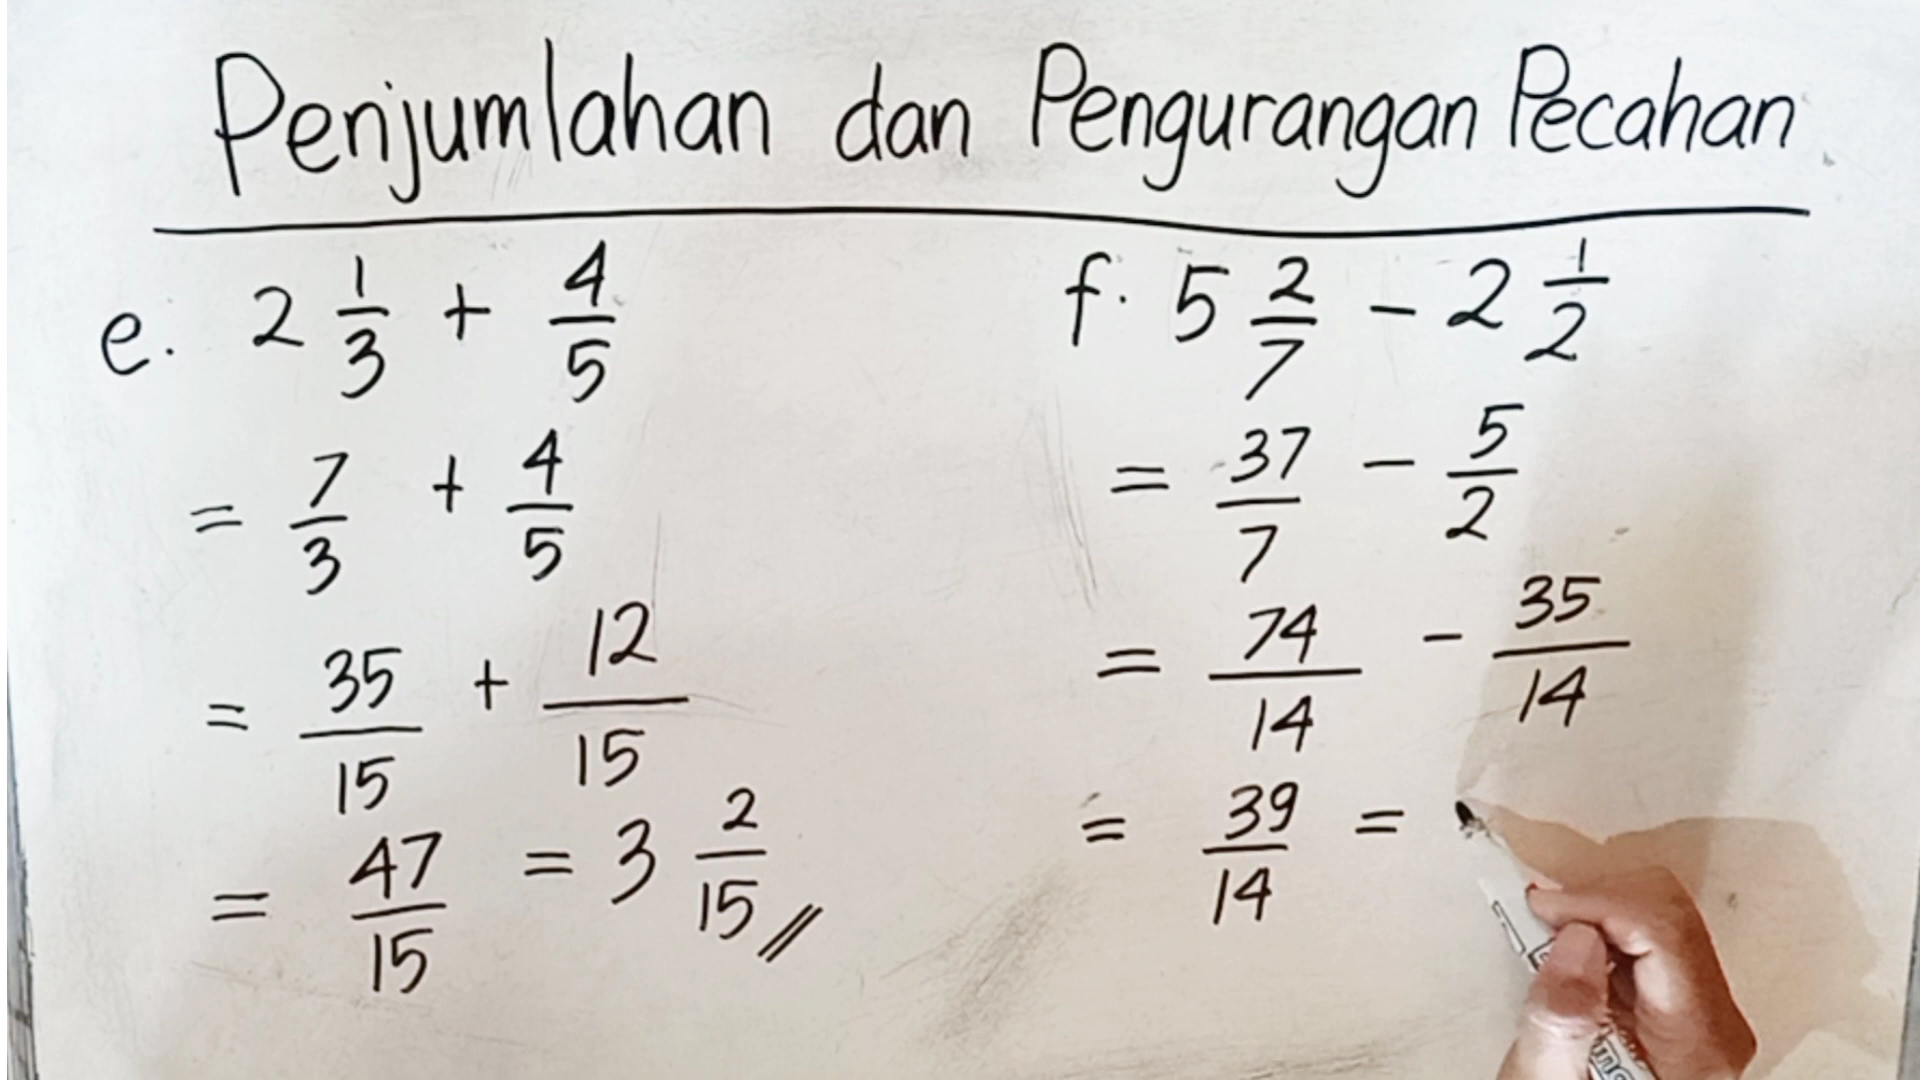 Penjumlahan dan Pengurangan Pecahan
e. 2 1/3 + 4/5
= 7/3 + 4/5
= 35/15 + 12/15
= 47/15 = 3 2/15 //
f. 5 2/7 - 2 1/2
= 37/7 - 5/2
= 74/14 - 35/14
= 39/14 =